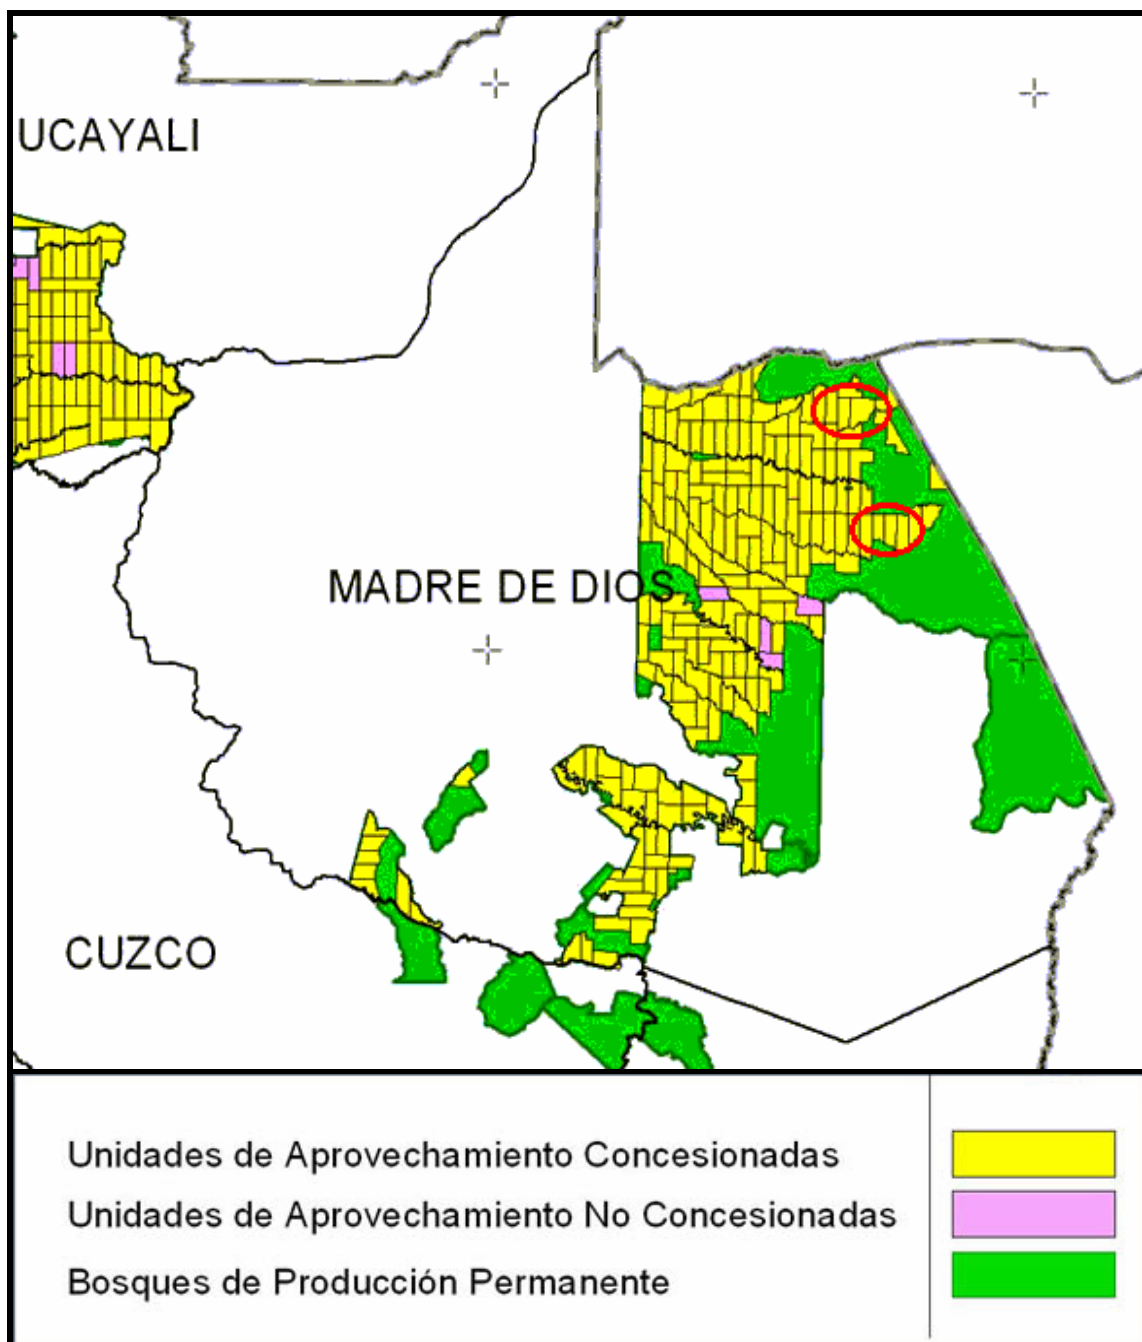 UCAYALI
MADRE DE DIOS
CUZCO
Unidades de Aprovechamiento Concesionadas
Unidades de Aprovechamiento No Concesionadas
Bosques de Producción Permanente